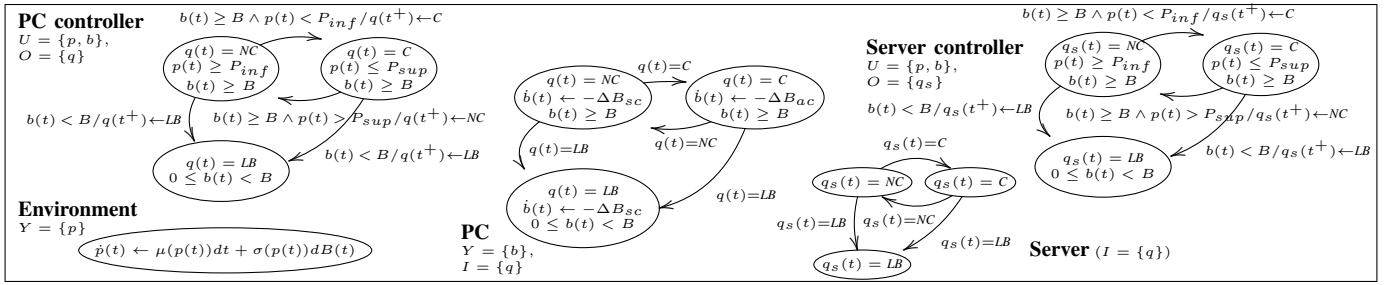 PC controller
U = {p, b},
O = {q}
b(t) ≥ B ∧ p(t) < P_inf/q(t⁺)←C
q(t) = NC
p(t) ≥ P_inf
b(t) ≥ B
q(t) = C
p(t) ≤ P_sup
b(t) ≥ B
b(t) < B/q(t⁺)←LB
b(t) ≥ B ∧ p(t) > P_sup/q(t⁺)←NC
b(t) < B/q(t⁺)←LB
q(t) = LB
0 ≤ b(t) < B
Environment
Y = {p}
ṗ(t) ← μ(p(t))dt + σ(p(t))dB(t)
q(t) = NC
ḃ(t) ← −ΔB_sc
b(t) ≥ B
q(t)=C
q(t) = C
ḃ(t) ← −ΔB_ac
b(t) ≥ B
q(t)=LB
q(t)=NC
q(t)=LB
q(t) = LB
ḃ(t) ← −ΔB_sc
0 ≤ b(t) < B
PC
Y = {b},
I = {q}
q_s(t)=C
q_s(t) = NC
q_s(t) = C
q_s(t)=LB
q_s(t)=NC
q_s(t)=LB
q_s(t) = LB
Server (I = {q})
Server controller
U = {p, b},
O = {q_s}
b(t) ≥ B ∧ p(t) < P_inf/q_s(t⁺)←C
q_s(t) = NC
p(t) ≥ P_inf
b(t) ≥ B
q_s(t) = C
p(t) ≤ P_sup
b(t) ≥ B
b(t) < B/q_s(t⁺)←LB
b(t) ≥ B ∧ p(t) > P_sup/q_s(t⁺)←NC
b(t) < B/q_s(t⁺)←LB
q_s(t) = LB
0 ≤ b(t) < B